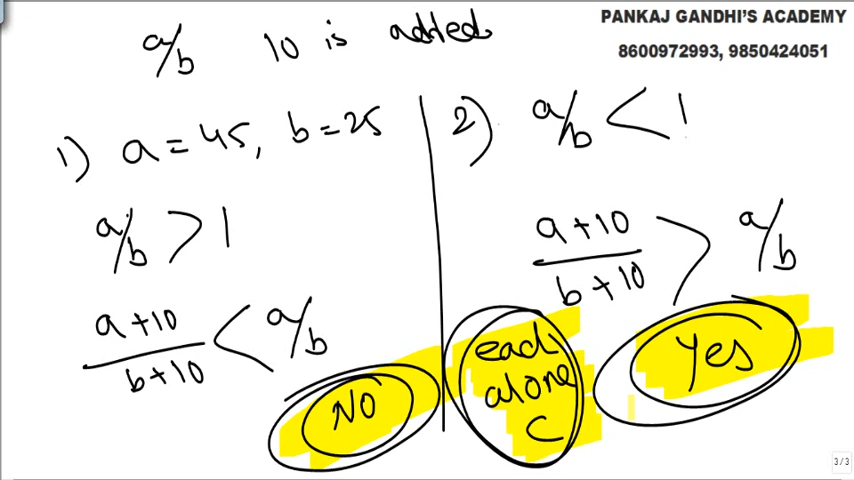 PANKAJ GANDHI'S ACADEMY
8600972993, 9850424051
a/b 10 is added
1) a = 45, b = 25
a/b > 1
a+10
b+10
< a/b
NO
2) a/b < 1
a+10
b+10
> a/b
each
alone
C
Yes
3/3